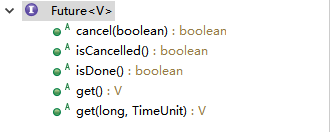 I Future<V>
A cancel(boolean) : boolean
A isCancelled() : boolean
A isDone() : boolean
A get() : V
A get(long, TimeUnit) : V